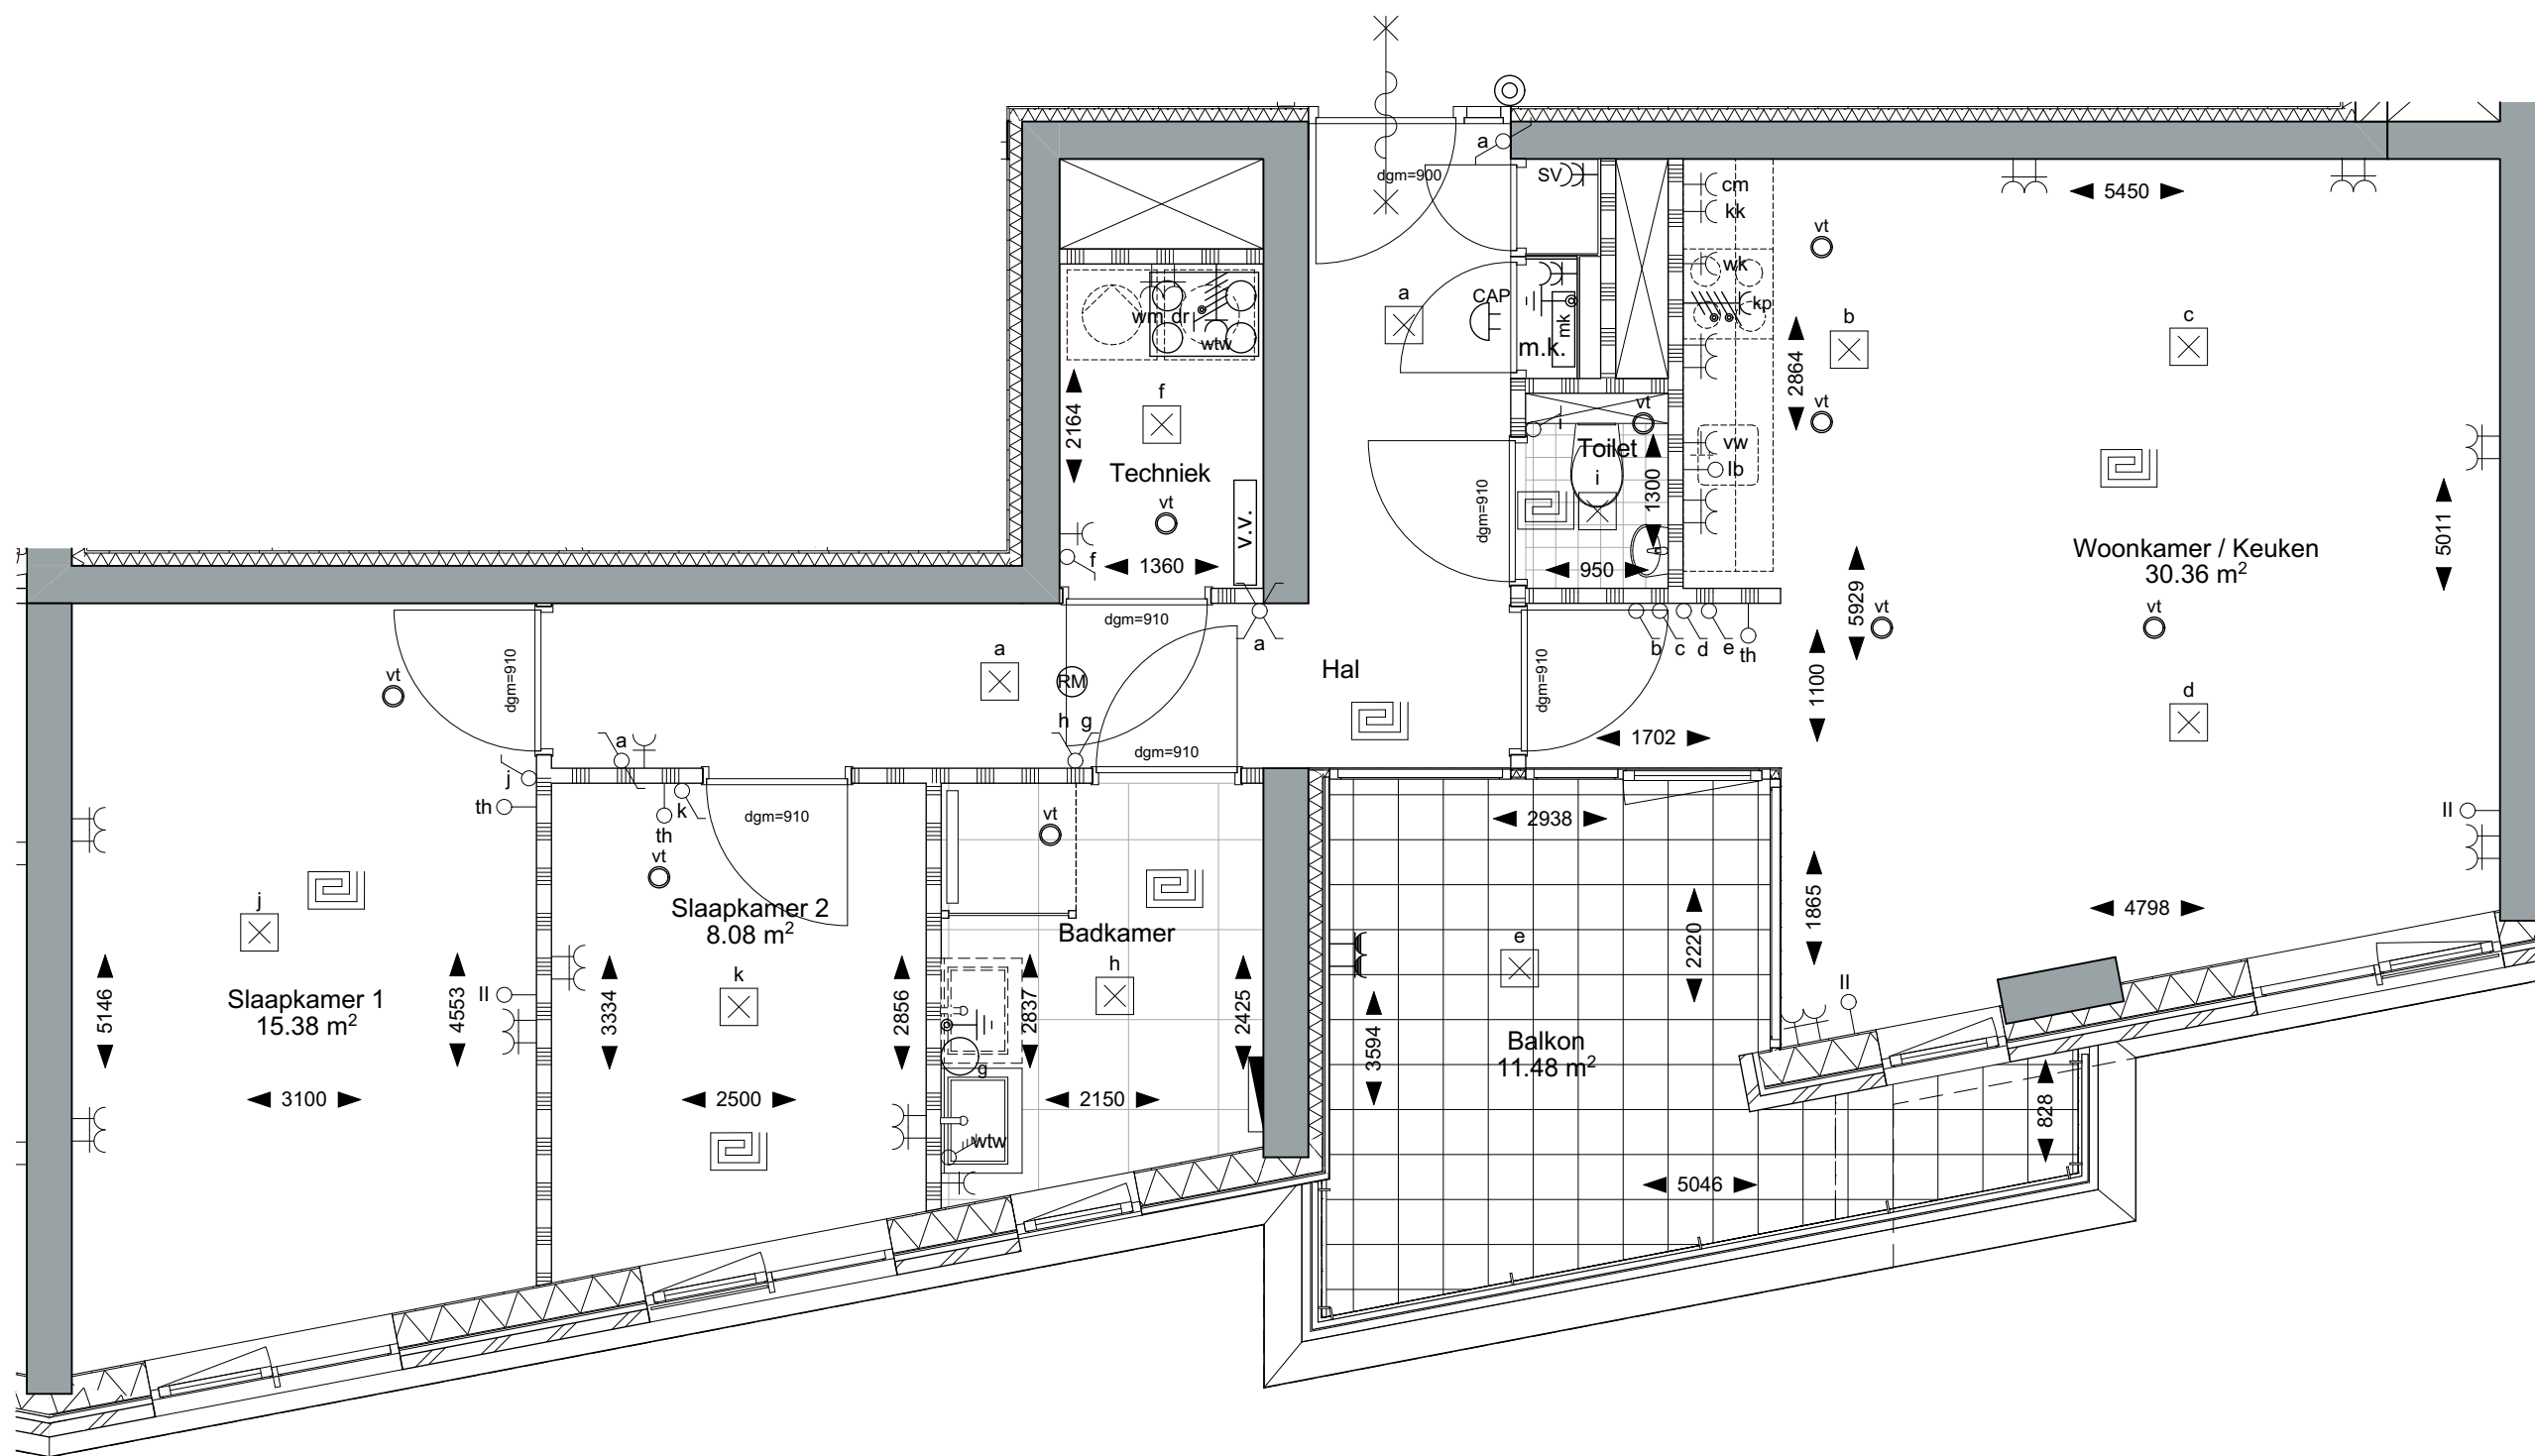 a
SV
dgm=900
cm
kk
5450
vt
wk
CAP
a
mk
kp
b
c
wm dr
wtw
m.k.
2864
f
2164
vt
vt
i
Toilet
vw
i
lb
1300
Techniek
vt
v.v.
dgm=910
5011
Woonkamer / Keuken
30.36 m²
f
1360
950
5929
vt
vt
dgm=910
a
b
c
d
e
th
Hal
dgm=910
dgm=910
vt
a
RM
1100
d
h
g
a
dgm=910
1702
j
th
k
th
dgm=910
vt
2938
ll
vt
1865
4798
j
Slaapkamer 2
8.08 m²
Badkamer
e
2220
k
h
ll
ll
Slaapkamer 1
15.38 m²
5146
4553
3334
2856
2837
2425
3594
Balkon
11.48 m²
g
828
3100
2500
2150
wtw
5046